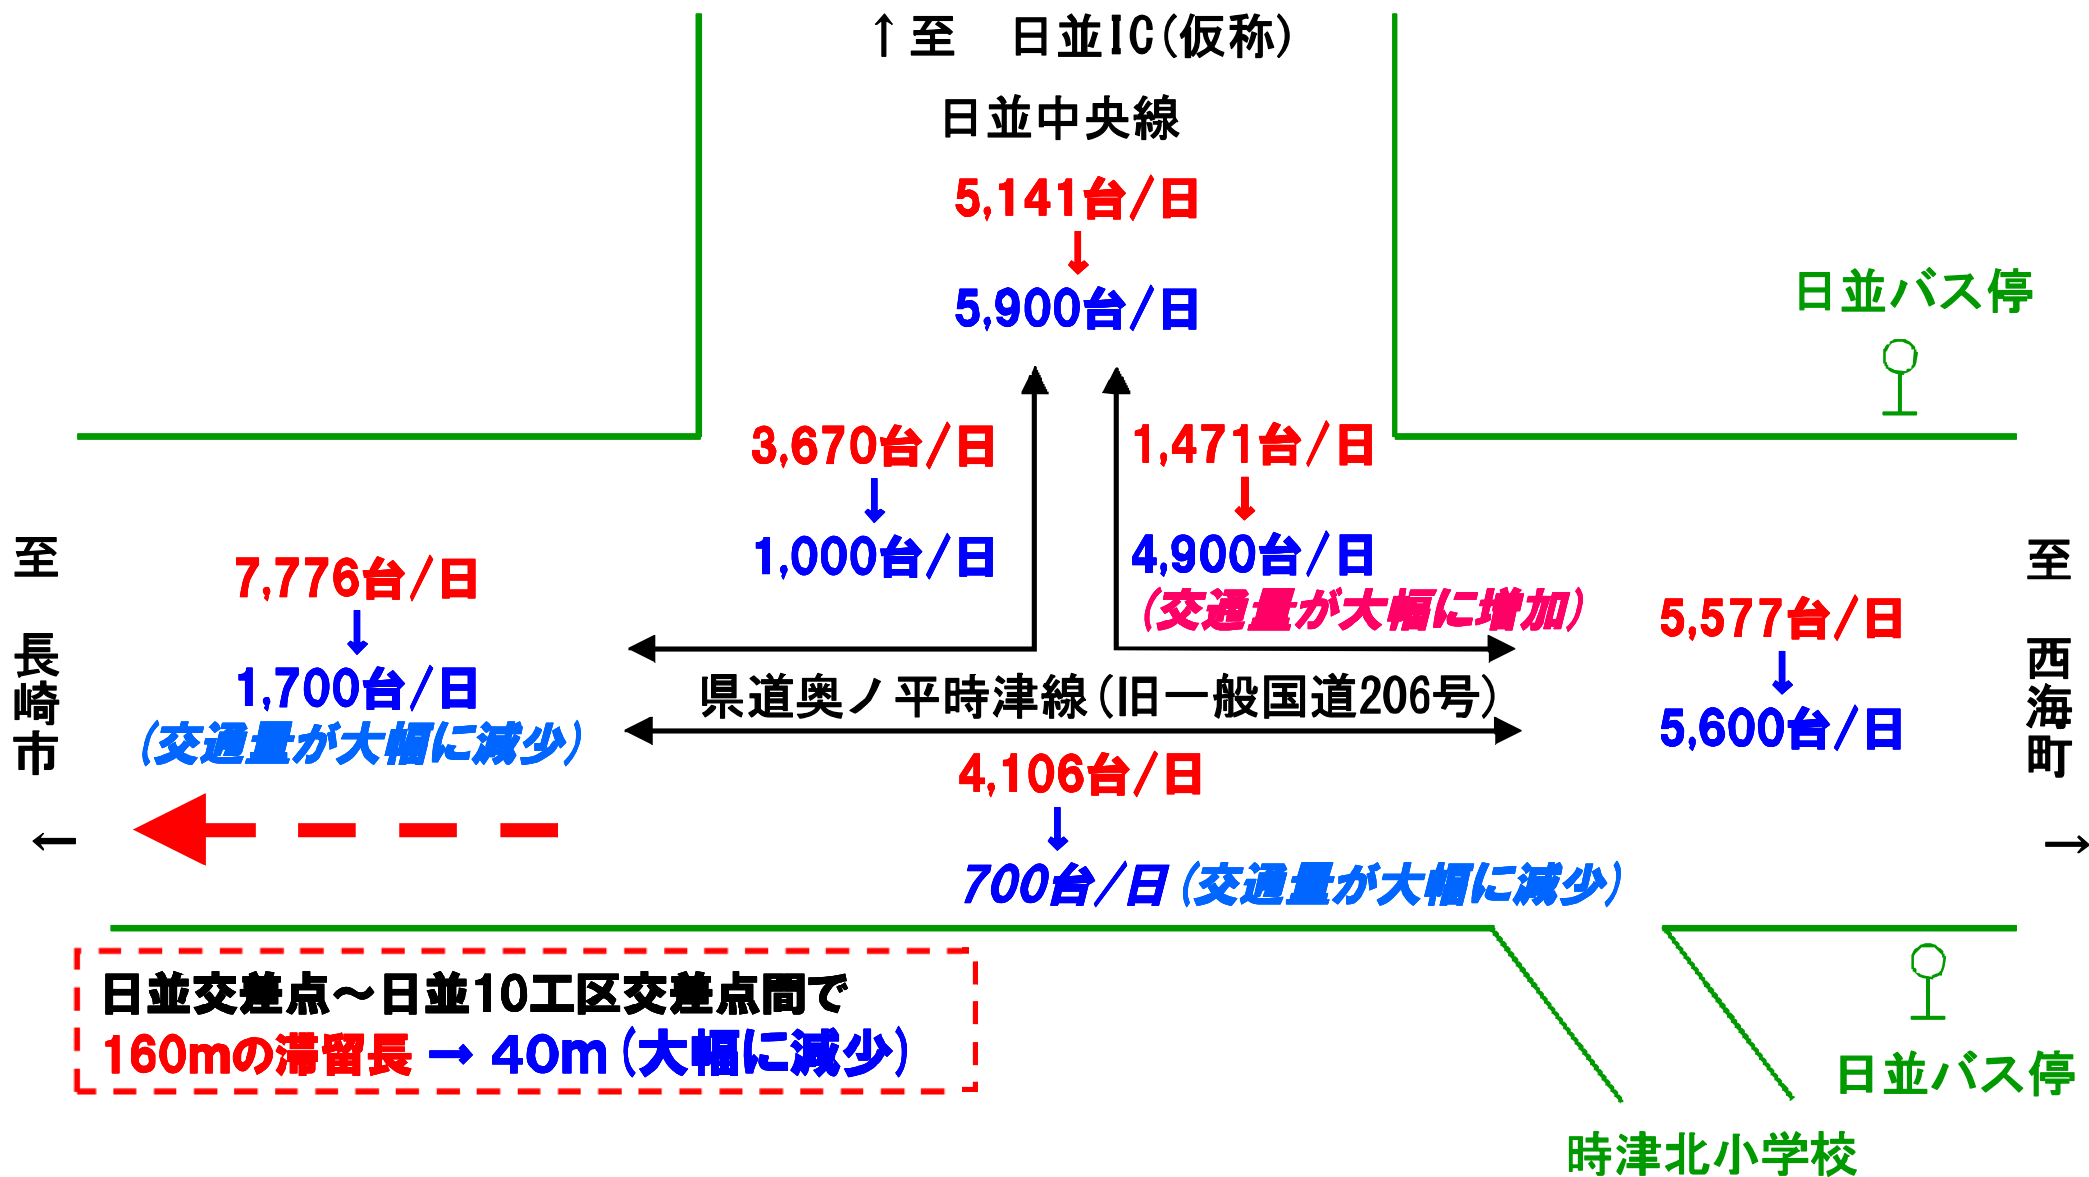 ↑至　日並IC(仮称)
日並中央線
5,141台/日
↓
5,900台/日
日並バス停
3,670台/日
↓
1,000台/日
1,471台/日
↓
4,900台/日
(交通量が大幅に増加)
至　長崎市　←
7,776台/日
↓
1,700台/日
(交通量が大幅に減少)
5,577台/日
↓
5,600台/日
至　西海町　→
県道奥ノ平時津線(旧一般国道206号)
4,106台/日
↓
700台/日(交通量が大幅に減少)
日並交差点～日並10工区交差点間で
160mの滞留長→40m(大幅に減少)
日並バス停
時津北小学校